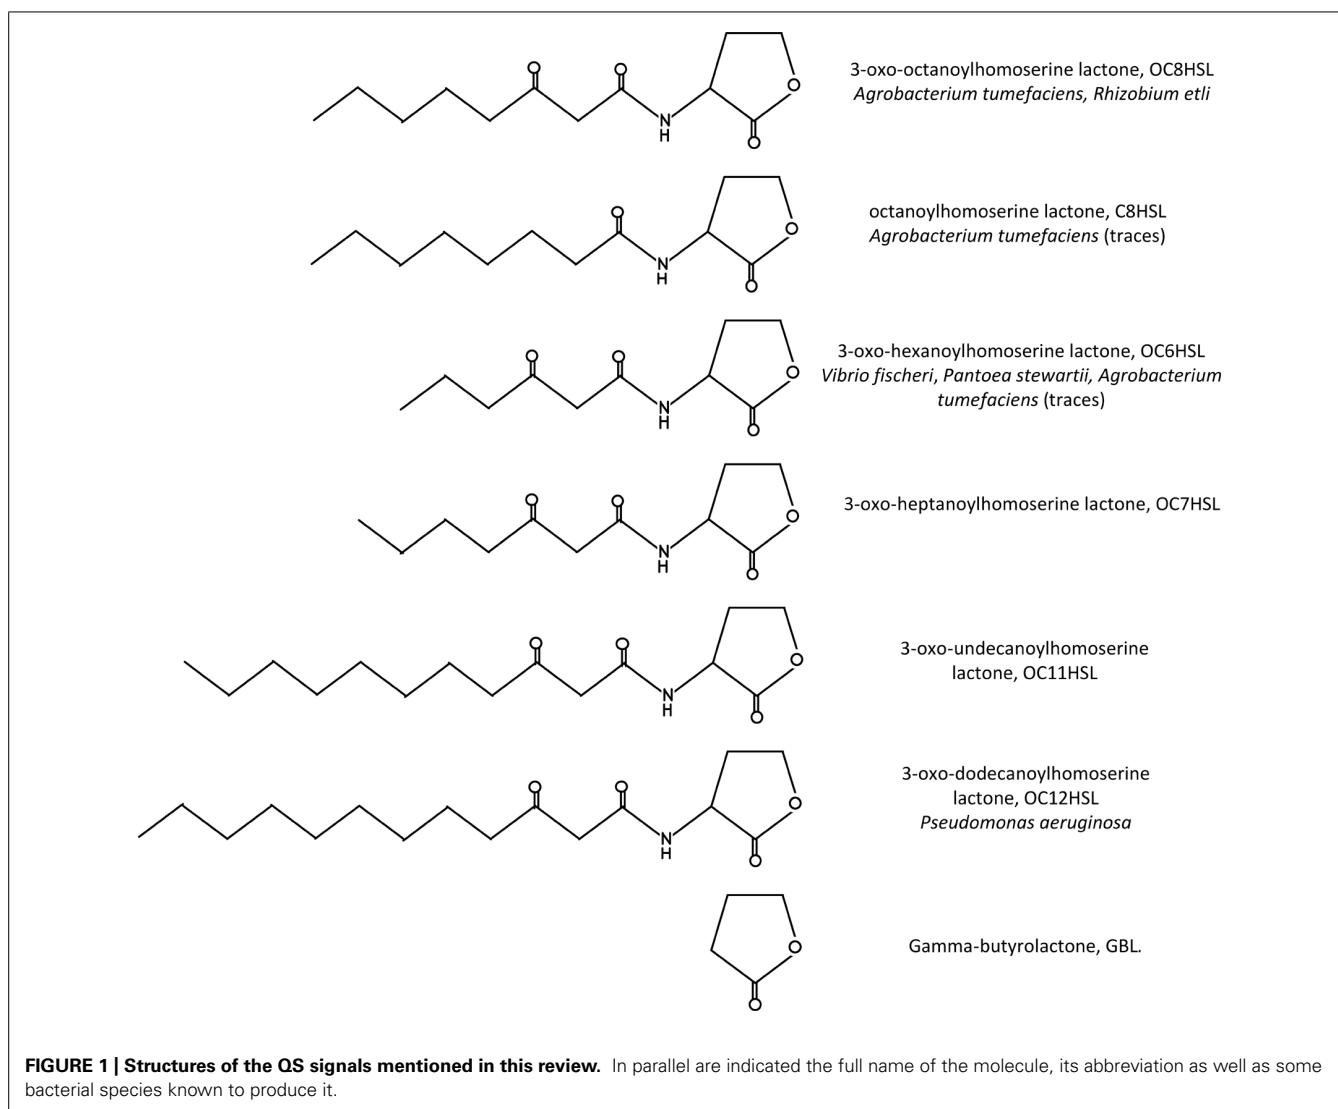 O
O
O
N
H
O
3-oxo-octanoylhomoserine lactone, OC8HSL
Agrobacterium tumefaciens, Rhizobium etli
O
O
N
H
O
octanoylhomoserine lactone, C8HSL
Agrobacterium tumefaciens (traces)
O
O
O
N
H
O
3-oxo-hexanoylhomoserine lactone, OC6HSL
Vibrio fischeri, Pantoea stewartii, Agrobacterium
tumefaciens (traces)
O
O
O
N
H
O
3-oxo-heptanoylhomoserine lactone, OC7HSL
O
O
O
N
H
O
3-oxo-undecanoylhomoserine
lactone, OC11HSL
O
O
O
N
H
O
3-oxo-dodecanoylhomoserine
lactone, OC12HSL
Pseudomonas aeruginosa
O
O
Gamma-butyrolactone, GBL.
FIGURE 1 | Structures of the QS signals mentioned in this review. In parallel are indicated the full name of the molecule, its abbreviation as well as some
bacterial species known to produce it.